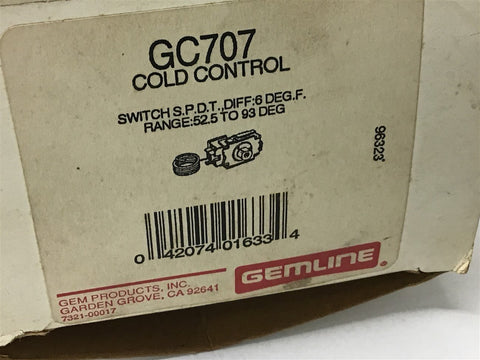 GC707
COLD CONTROL
SWITCH S.P.D.T.,DIFF:6 DEG.F.
RANGE:52.5 TO 93 DEG
96323
0 42074 01633 4
GEMLINE
GEM PRODUCTS, INC.
GARDEN GROVE, CA 92641
7321-00017